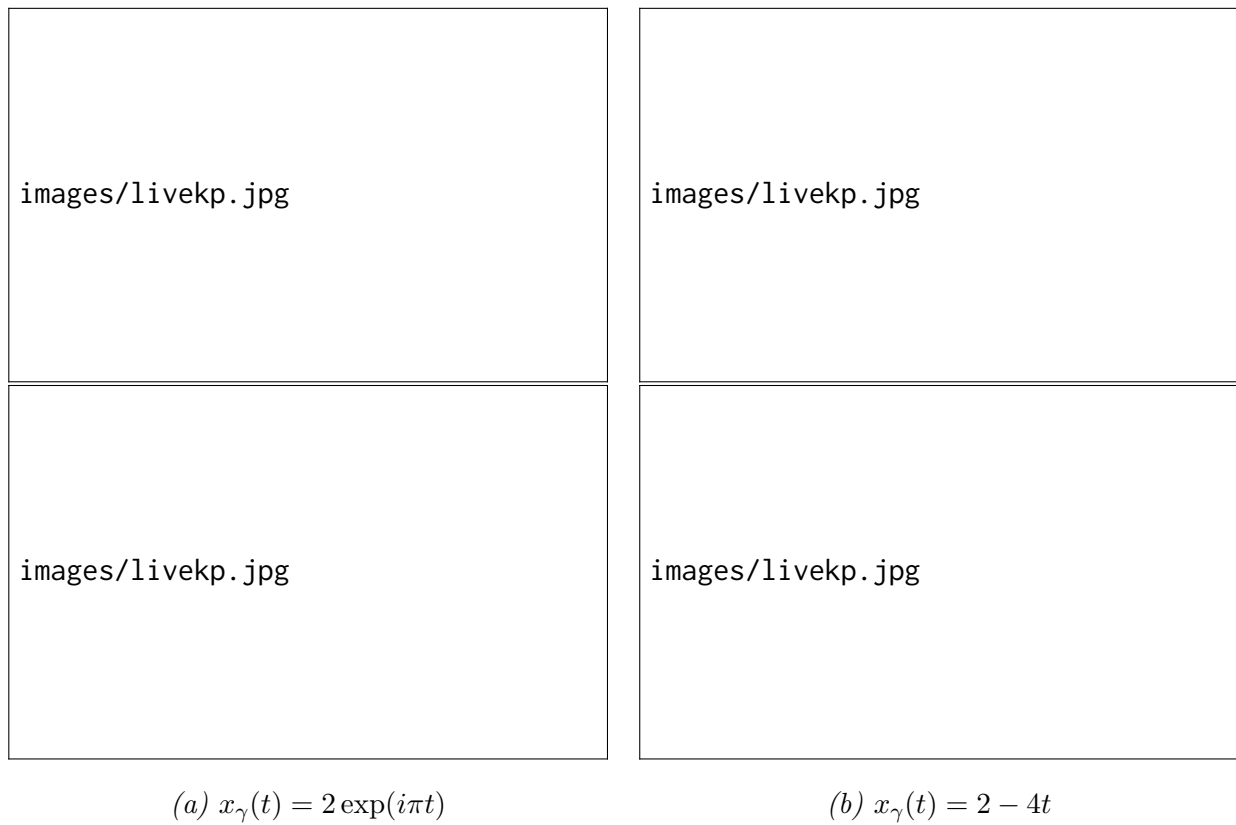 images/livekp.jpg images/livekp.jpg
images/livekp.jpg images/livekp.jpg
(a) x_γ(t) = 2 exp(iπt) (b) x_γ(t) = 2 − 4t